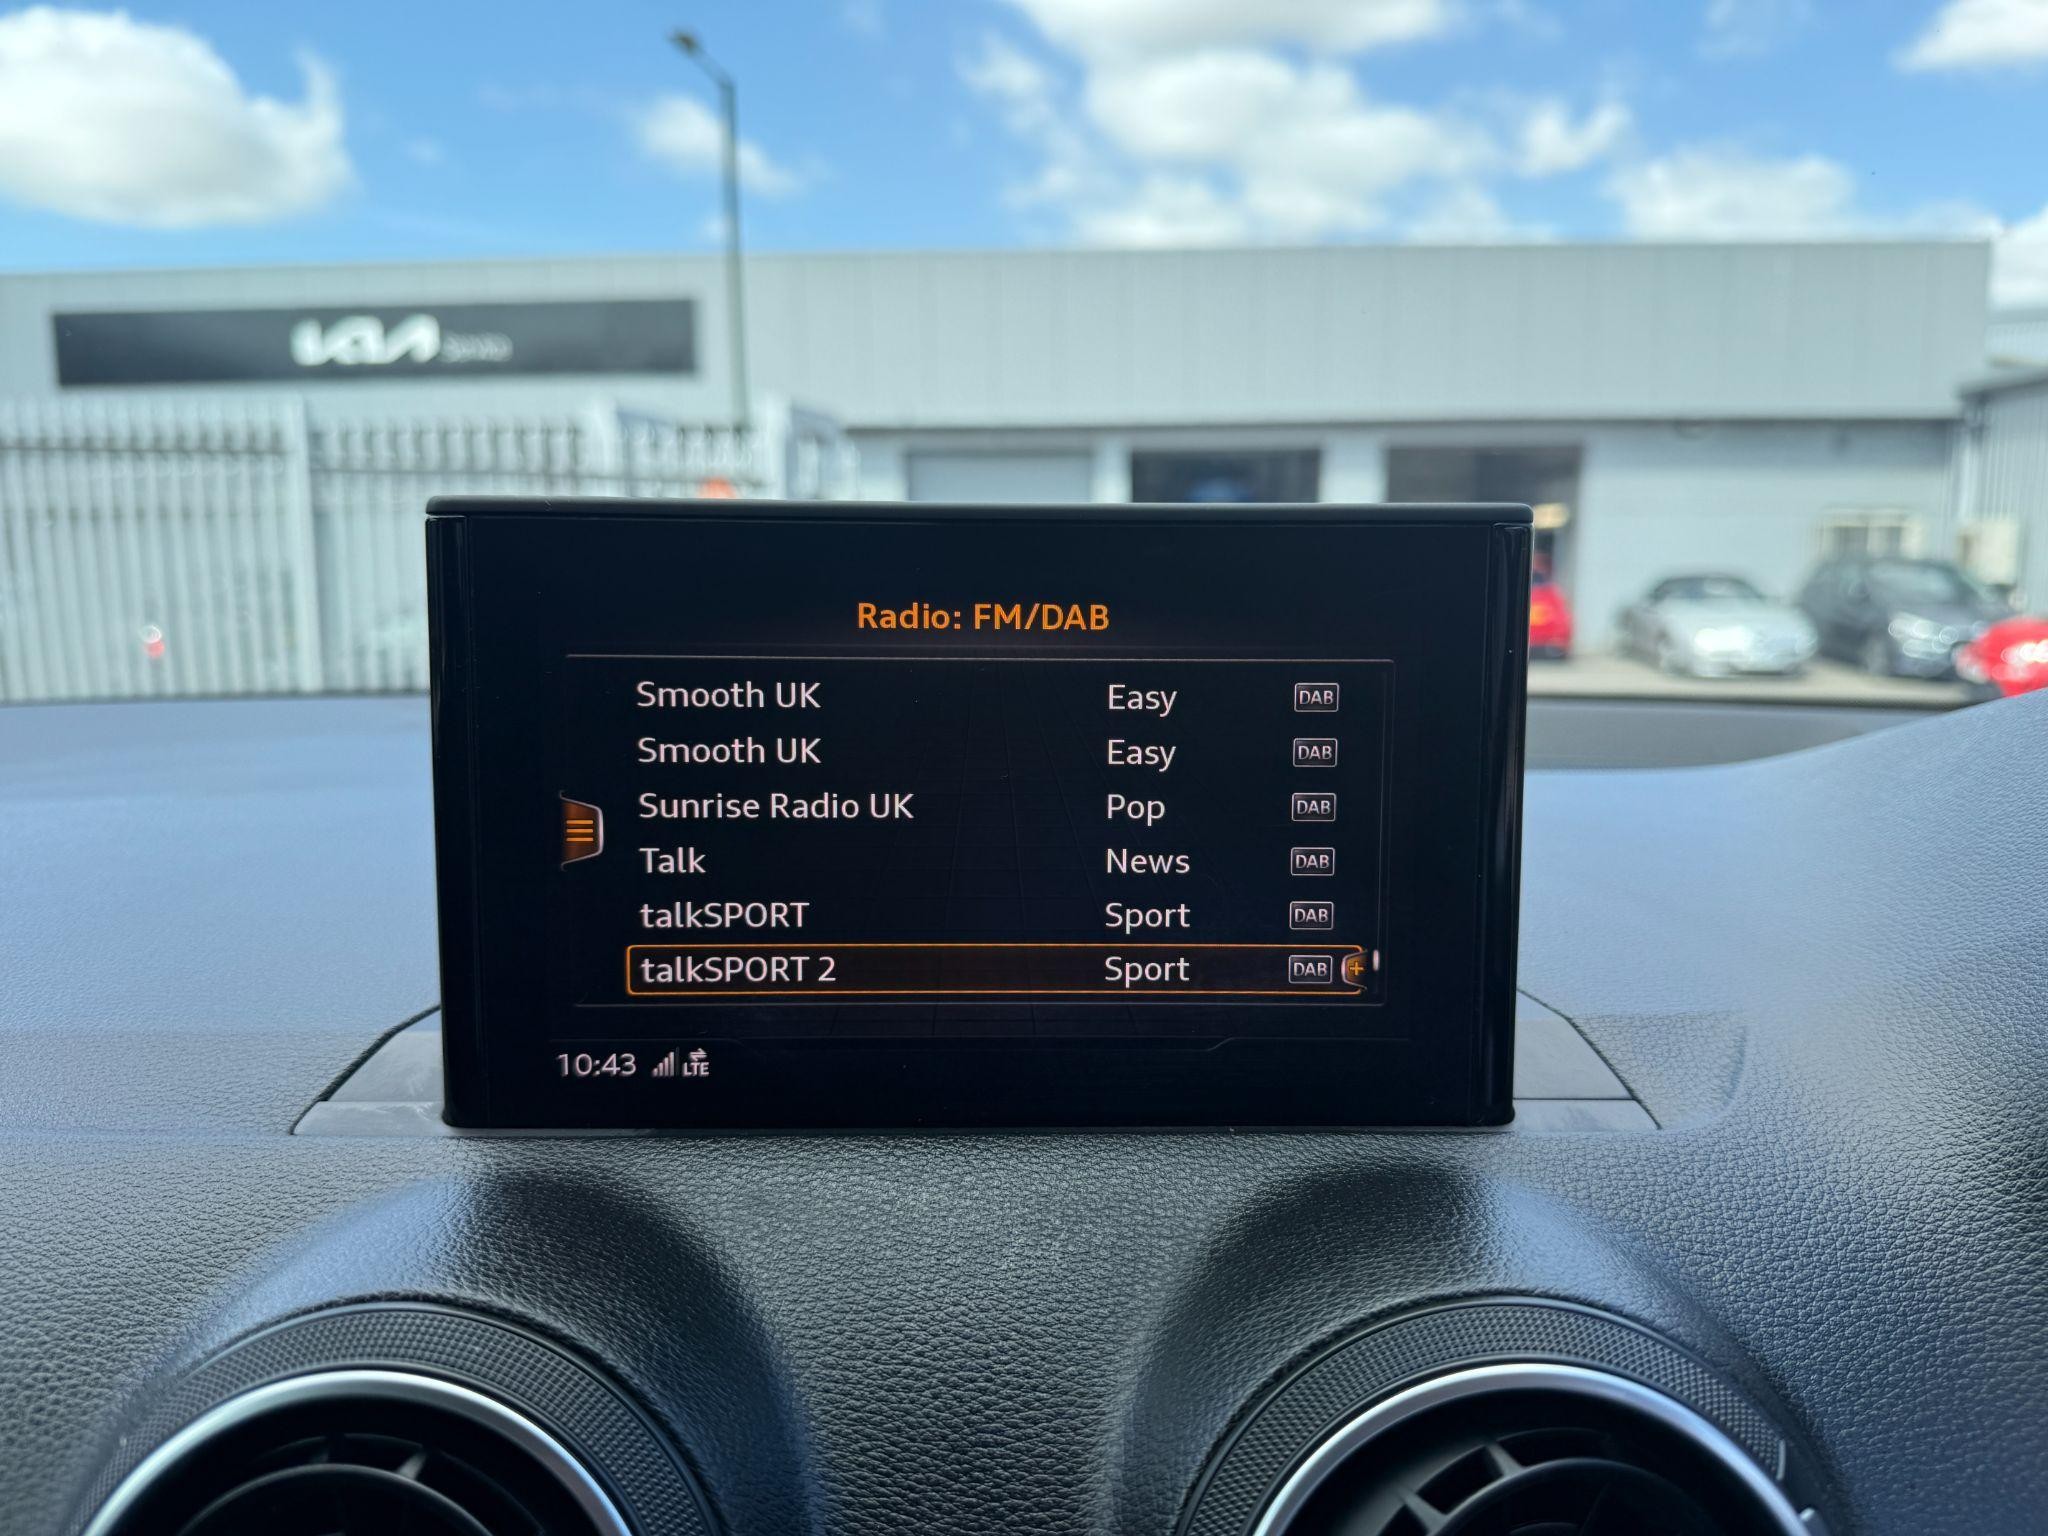 KIA
Radio: FM/DAB
Smooth UK Easy DAB
Smooth UK Easy DAB
Sunrise Radio UK Pop DAB
Talk News DAB
talkSPORT Sport DAB
talkSPORT 2 Sport DAB +
10:43 LTE